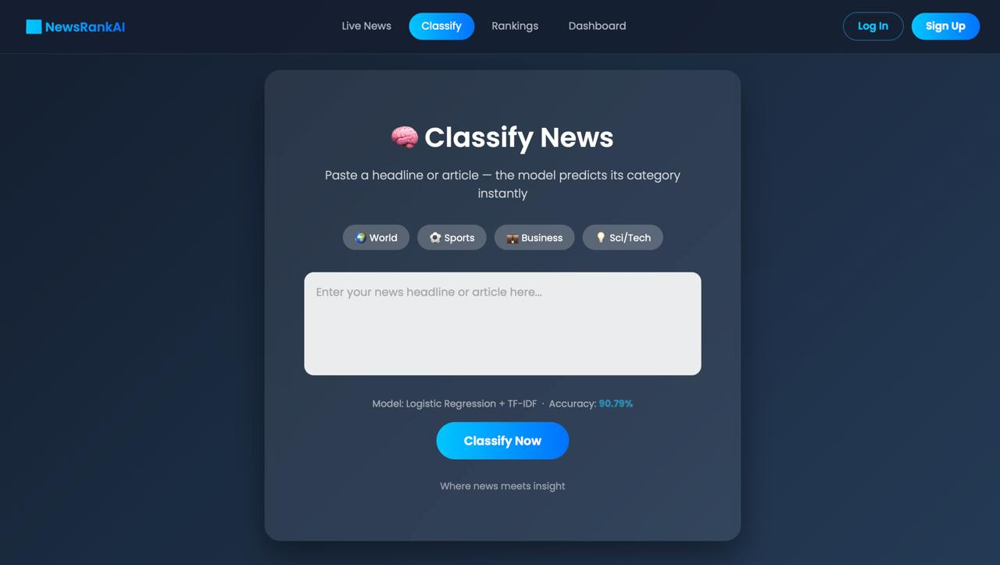 NewsRankAI
Live News
Classify
Rankings
Dashboard
Log In
Sign Up
Classify News
Paste a headline or article — the model predicts its category
instantly
World
Sports
Business
Sci/Tech
Enter your news headline or article here...
Model: Logistic Regression + TF-IDF · Accuracy: 90.79%
Classify Now
Where news meets insight